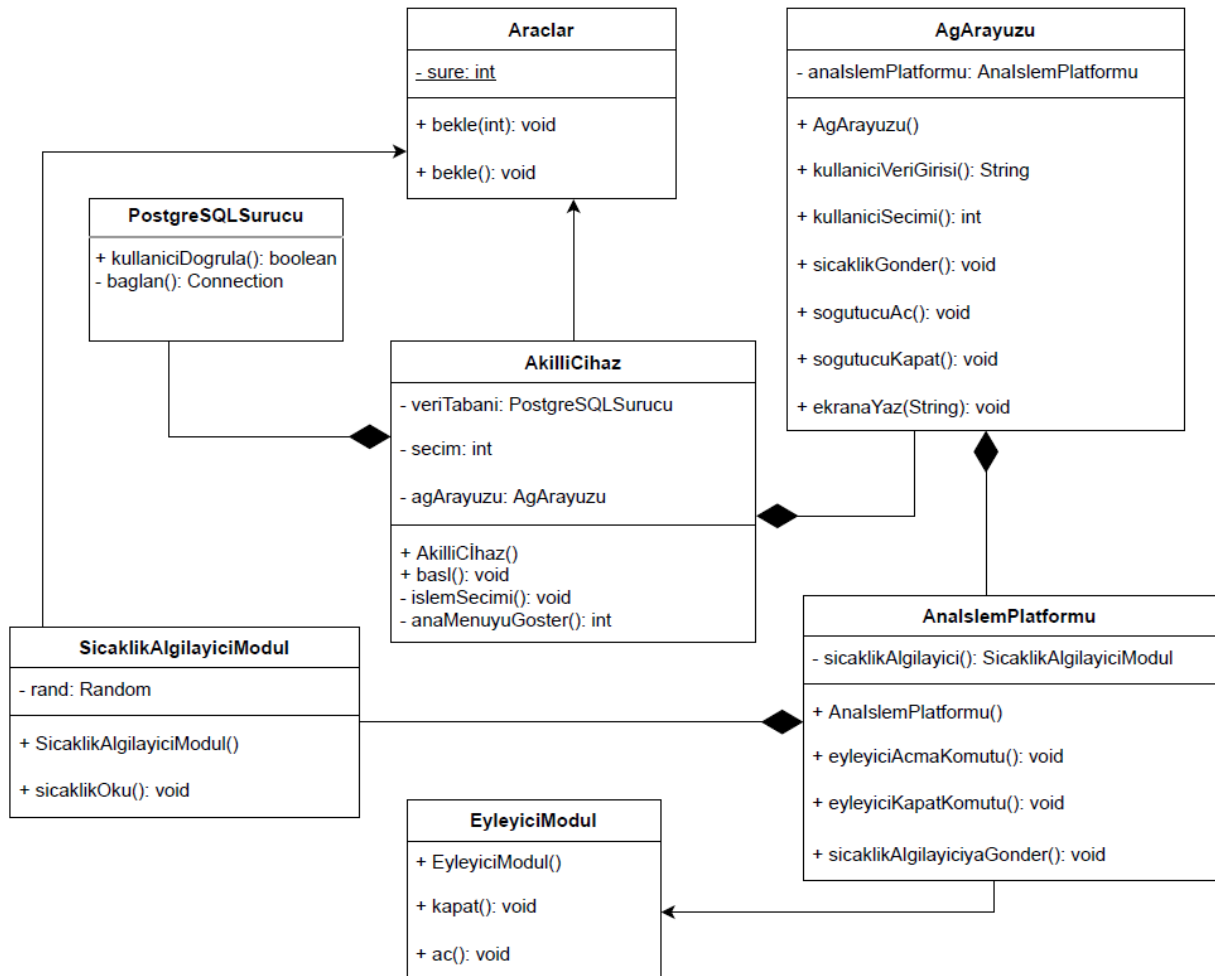 Araclar
- sure: int
+ bekle(int): void
+ bekle(): void
AgArayuzu
- anaIslemPlatformu: AnaIslemPlatformu
+ AgArayuzu()
+ kullaniciVeriGirisi(): String
+ kullaniciSecimi(): int
+ sicaklikGonder(): void
+ sogutucuAc(): void
+ sogutucuKapat(): void
+ ekranaYaz(String): void
PostgreSQLSurucu
+ kullaniciDogrula(): boolean
- baglan(): Connection
AkilliCihaz
- veriTabani: PostgreSQLSurucu
- secim: int
- agArayuzu: AgArayuzu
+ AkilliCİhaz()
+ basl(): void
- islemSecimi(): void
- anaMenuyuGoster(): int
SicaklikAlgilayiciModul
- rand: Random
+ SicaklikAlgilayiciModul()
+ sicaklikOku(): void
AnaIslemPlatformu
- sicaklikAlgilayici(): SicaklikAlgilayiciModul
+ AnaIslemPlatformu()
+ eyleyiciAcmaKomutu(): void
+ eyleyiciKapatKomutu(): void
+ sicaklikAlgilayiciyaGonder(): void
EyleyiciModul
+ EyleyiciModul()
+ kapat(): void
+ ac(): void